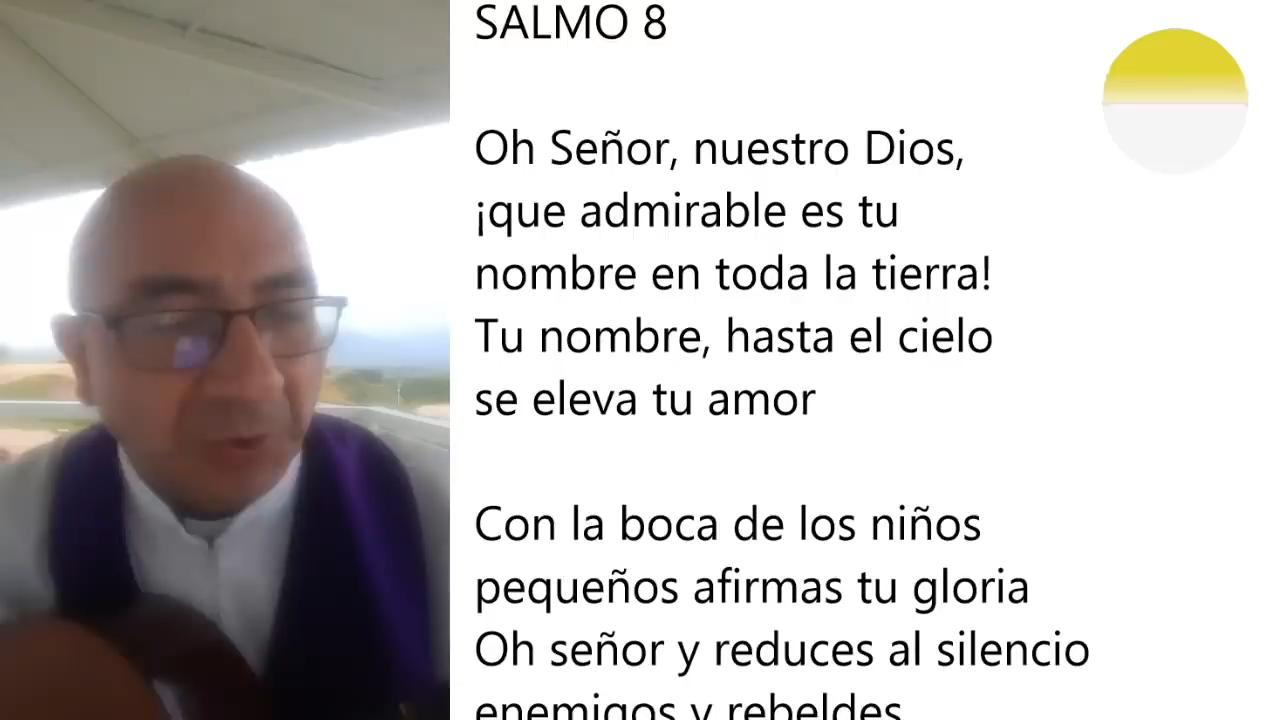 SALMO 8
Oh Señor, nuestro Dios,
¡que admirable es tu
nombre en toda la tierra!
Tu nombre, hasta el cielo
se eleva tu amor
Con la boca de los niños
pequeños afirmas tu gloria
Oh señor y reduces al silencio
enemigos y rebeldes